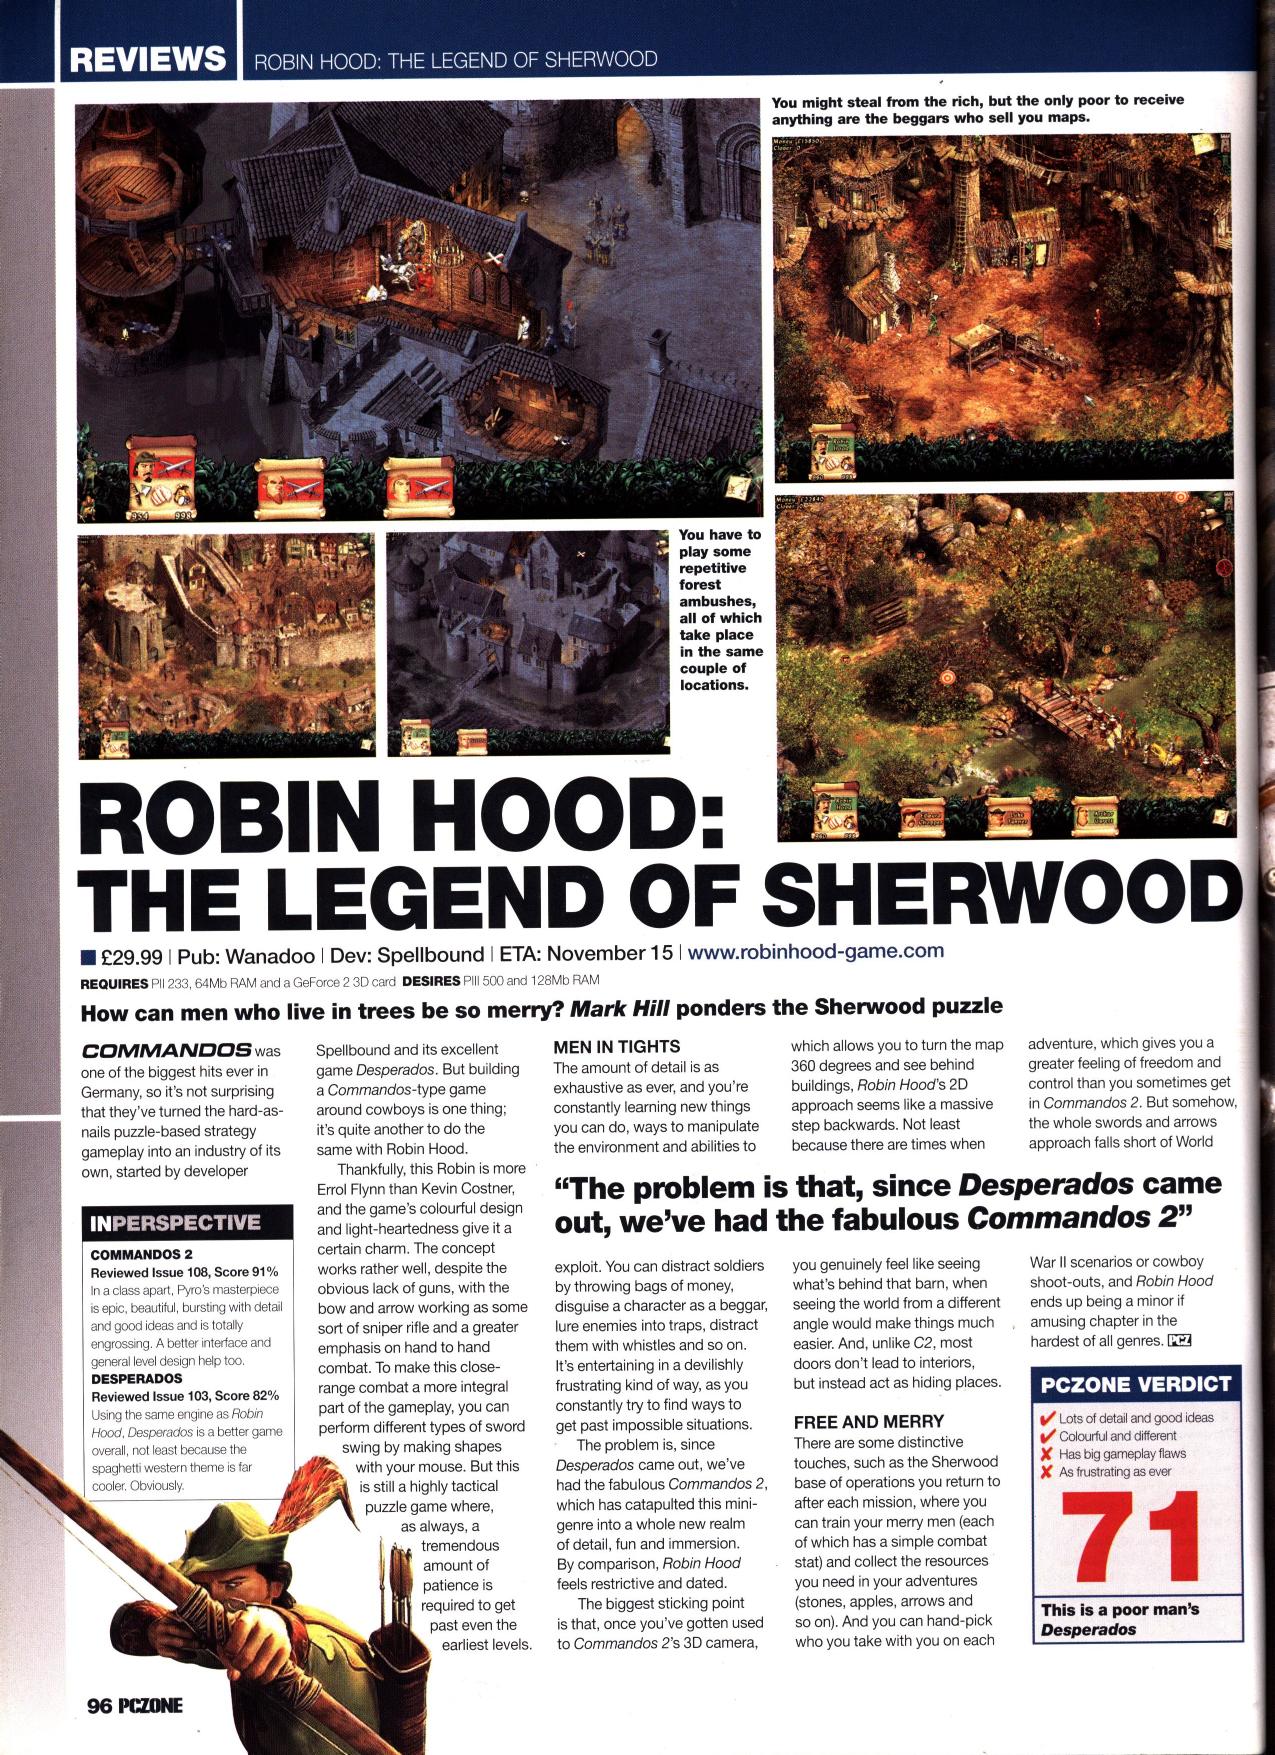 REVIEWS
ROBIN HOOD: THE LEGEND OF SHERWOOD
You might steal from the rich, but the only poor to receive
anything are the beggars who sell you maps.
You have to
play some
repetitive
forest
ambushes,
all of which
take place
in the same
couple of
locations.
ROBIN HOOD:
THE LEGEND OF SHERWOOD
£29.99 | Pub: Wanadoo | Dev: Spellbound | ETA: November 15 | www.robinhood-game.com
REQUIRES PII 233, 64Mb RAM and a GeForce 2 3D card DESIRES PIII 500 and 128Mb RAM
How can men who live in trees be so merry? Mark Hill ponders the Sherwood puzzle
COMMANDOS was
one of the biggest hits ever in
Germany, so it's not surprising
that they've turned the hard-as-
nails puzzle-based strategy
gameplay into an industry of its
own, started by developer
Spellbound and its excellent
game Desperados. But building
a Commandos-type game
around cowboys is one thing;
it's quite another to do the
same with Robin Hood.
Thankfully, this Robin is more
Errol Flynn than Kevin Costner,
and the game's colourful design
and light-heartedness give it a
certain charm. The concept
works rather well, despite the
obvious lack of guns, with the
bow and arrow working as some
sort of sniper rifle and a greater
emphasis on hand to hand
combat. To make this close-
range combat a more integral
part of the gameplay, you can
perform different types of sword
swing by making shapes
with your mouse. But this
is still a highly tactical
puzzle game where,
as always, a
tremendous
amount of
patience is
required to get
past even the
earliest levels.
MEN IN TIGHTS
The amount of detail is as
exhaustive as ever, and you're
constantly learning new things
you can do, ways to manipulate
the environment and abilities to
exploit. You can distract soldiers
by throwing bags of money,
disguise a character as a beggar,
lure enemies into traps, distract
them with whistles and so on.
It's entertaining in a devilishly
frustrating kind of way, as you
constantly try to find ways to
get past impossible situations.
The problem is, since
Desperados came out, we've
had the fabulous Commandos 2,
which has catapulted this mini-
genre into a whole new realm
of detail, fun and immersion.
By comparison, Robin Hood
feels restrictive and dated.
The biggest sticking point
is that, once you've gotten used
to Commandos 2's 3D camera,
which allows you to turn the map
360 degrees and see behind
buildings, Robin Hood's 2D
approach seems like a massive
step backwards. Not least
because there are times when
you genuinely feel like seeing
what's behind that barn, when
seeing the world from a different
angle would make things much
easier. And, unlike C2, most
doors don't lead to interiors,
but instead act as hiding places.
FREE AND MERRY
There are some distinctive
touches, such as the Sherwood
base of operations you return to
after each mission, where you
can train your merry men (each
of which has a simple combat
stat) and collect the resources
you need in your adventures
(stones, apples, arrows and
so on). And you can hand-pick
who you take with you on each
adventure, which gives you a
greater feeling of freedom and
control than you sometimes get
in Commandos 2. But somehow,
the whole swords and arrows
approach falls short of World
War II scenarios or cowboy
shoot-outs, and Robin Hood
ends up being a minor if
amusing chapter in the
hardest of all genres. PCZ
"The problem is that, since Desperados came
out, we've had the fabulous Commandos 2"
INPERSPECTIVE
COMMANDOS 2
Reviewed Issue 108, Score 91%
In a class apart, Pyro's masterpiece
is epic, beautiful, bursting with detail
and good ideas and is totally
engrossing. A better interface and
general level design help too.
DESPERADOS
Reviewed Issue 103, Score 82%
Using the same engine as Robin
Hood, Desperados is a better game
overall, not least because the
spaghetti western theme is far
cooler. Obviously.
PCZONE VERDICT
Lots of detail and good ideas
Colourful and different
Has big gameplay flaws
As frustrating as ever
71
This is a poor man's
Desperados
96 PCZONE